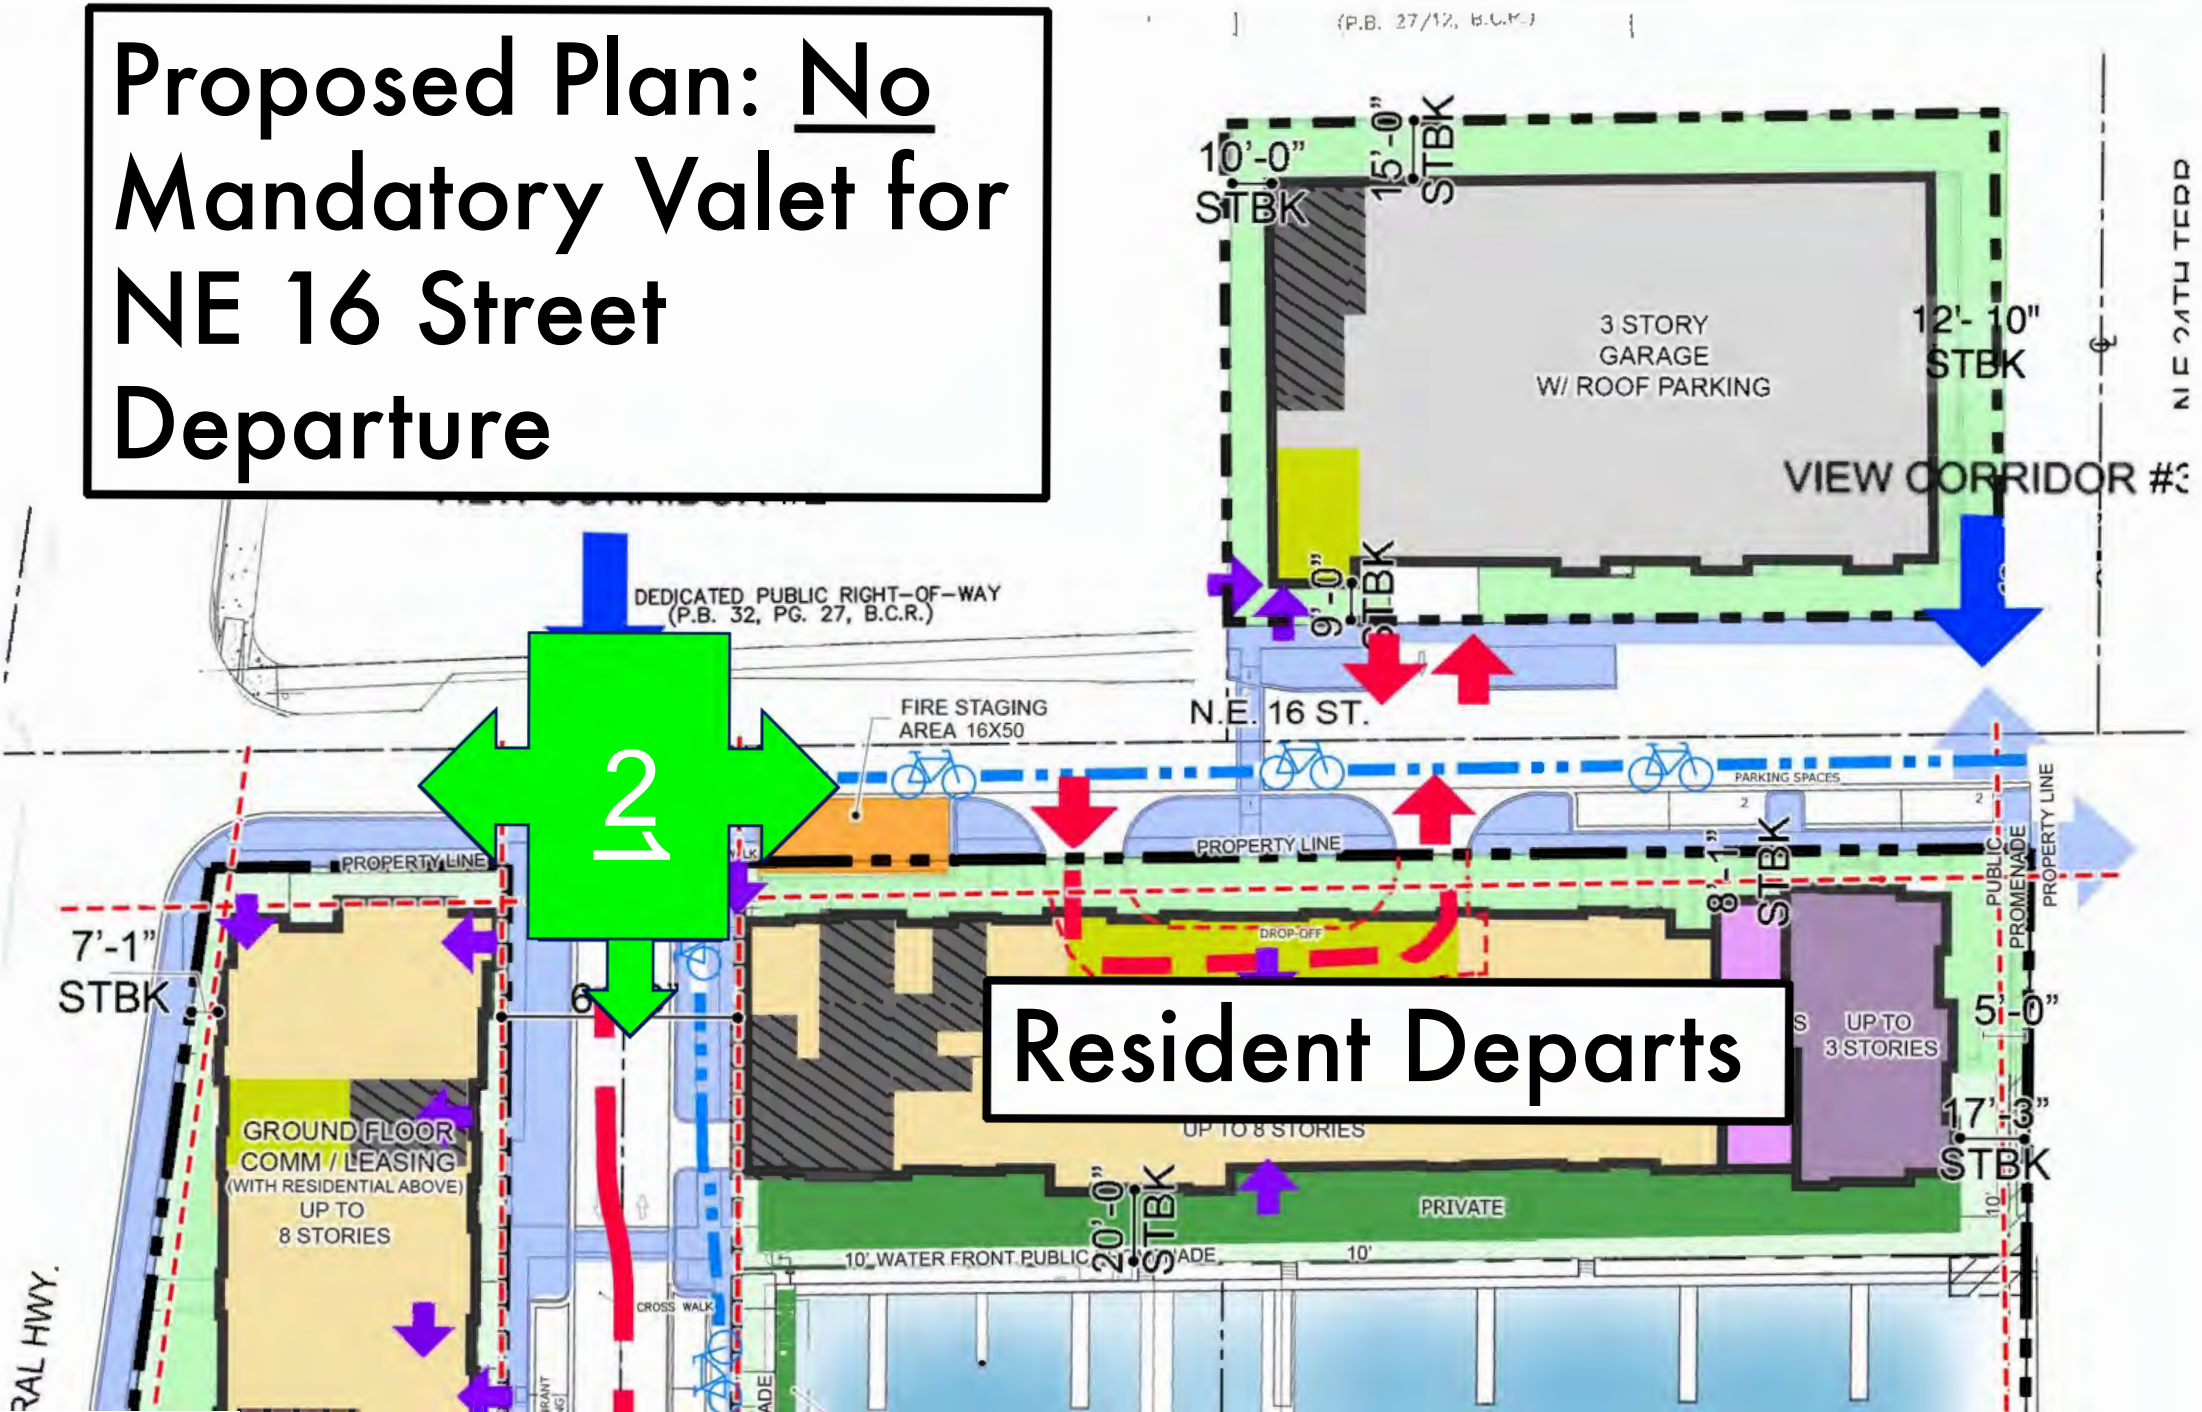 (P.B. 27/12, B.C.R.)
Proposed Plan: No
Mandatory Valet for
NE 16 Street
Departure
10'-0"
STBK
15'-0"
STBK
3 STORY
GARAGE
W/ ROOF PARKING
12'- 10"
STBK
VIEW CORRIDOR #3
DEDICATED PUBLIC RIGHT-OF-WAY
(P.B. 32, PG. 27, B.C.R.)
9'-0"
STBK
FIRE STAGING
AREA 16X50
N.E. 16 ST.
2
1
PARKING SPACES
2
2
PROPERTY LINE
PROPERTY LINE
8'-1"
STBK
PUBLIC
PROMENADE
PROPERTY LINE
7'-1"
STBK
DROP-OFF
Resident Departs
UP TO
3 STORIES
5'-0"
17'-3"
STBK
GROUND FLOOR
COMM / LEASING
(WITH RESIDENTIAL ABOVE)
UP TO
8 STORIES
UP TO 8 STORIES
PRIVATE
20'-0"
STBK
10'
10' WATER FRONT PUBLIC
10'
CROSS WALK
HWY.